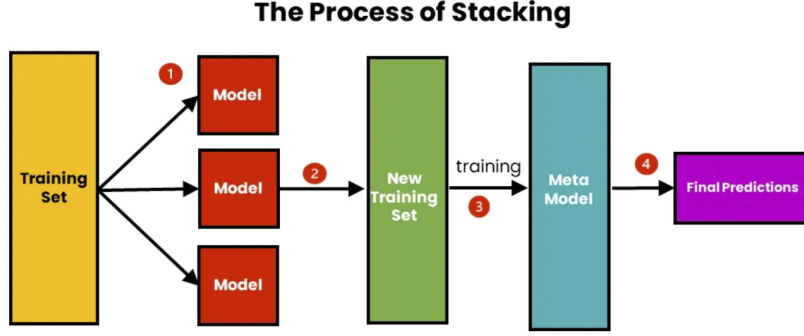 The Process of Stacking
1
Model
Training
Set
Model
2
New
Training
Set
training
3
Meta
Model
4
Final Predictions
Model